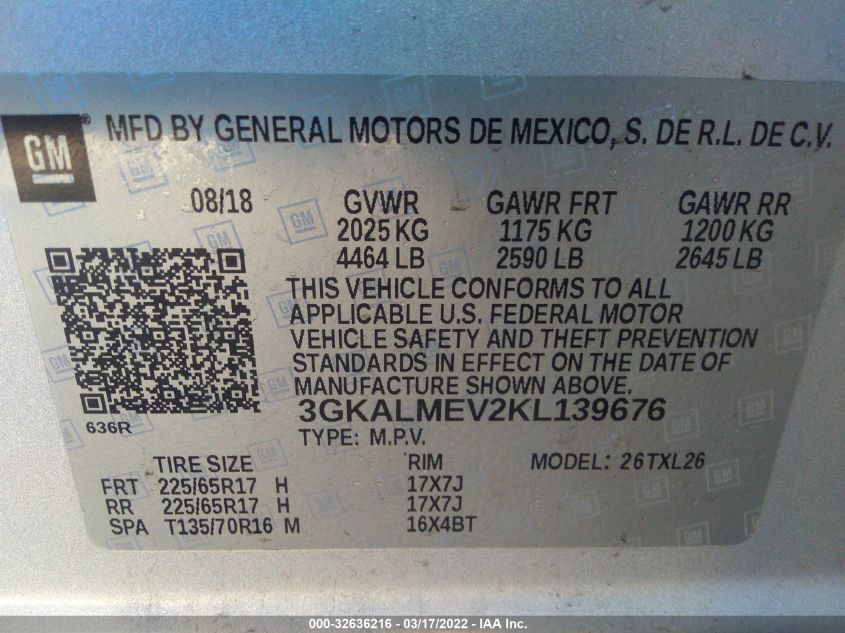 GM ® MFD BY GENERAL MOTORS DE MEXICO, S. DE R.L. DE C.V.
08/18 GVWR GAWR FRT GAWR RR
2025 KG 1175 KG 1200 KG
4464 LB 2590 LB 2645 LB
THIS VEHICLE CONFORMS TO ALL
APPLICABLE U.S. FEDERAL MOTOR
VEHICLE SAFETY AND THEFT PREVENTION
STANDARDS IN EFFECT ON THE DATE OF
MANUFACTURE SHOWN ABOVE.
3GKALMEV2KL139676
636R
TYPE: M.P.V.
TIRE SIZE RIM MODEL: 26TXL26
FRT 225/65R17 H 17X7J
RR 225/65R17 H 17X7J
SPA T135/70R16 M 16X4BT
000-32636216 - 03/17/2022 - IAA Inc.